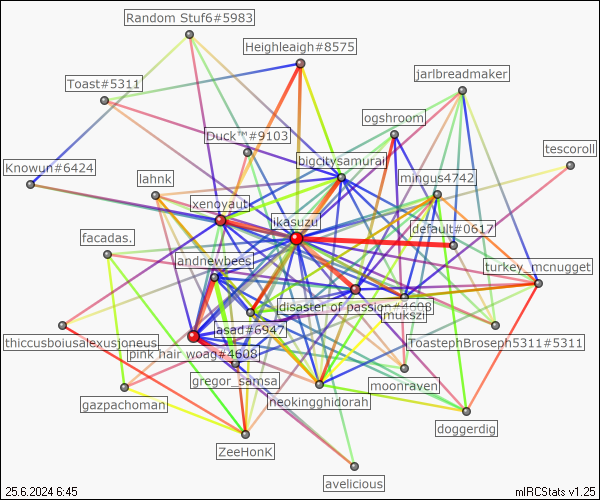 Random Stuf6#5983
Heighleigh#8575
jarlbreadmaker
Toast#5311
ogshroom
Duck™#9103
tescoroll
bigcitysamurai
Knowun#6424
lahnk
mingus4742
xenoyaut
ikasuzu
default#0617
facadas.
andnewbees
turkey_mcnugget
disaster of passion#4608
mukszi
asad#6947
thiccusboiusalexusjoneus
ToastephBroseph5311#5311
pink hair woag#4608
gregor_samsa
moonraven
neokingghidorah
gazpachoman
doggerdig
ZeeHonK
avelicious
25.6.2024 6:45
mIRCStats v1.25